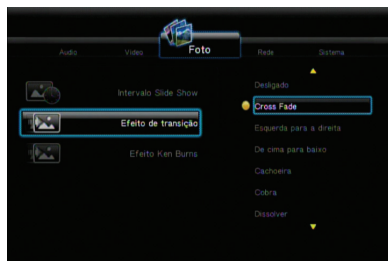 Audio Video Foto Rede Sistema
Intervalo Slide Show
Efeito de transição
Efeito Ken Burns
Desligado
Cross Fade
Esquerda para a direita
De cima para baixo
Cachoeira
Cobra
Dissolver